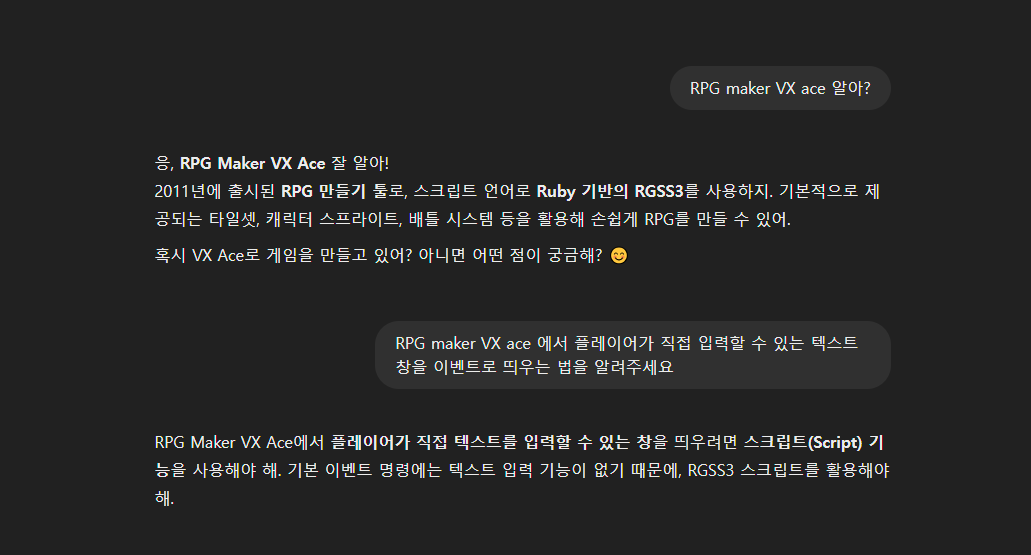 RPG maker VX ace 알아?
응, RPG Maker VX Ace 잘 알아!
2011년에 출시된 RPG 만들기 툴로, 스크립트 언어로 Ruby 기반의 RGSS3를 사용하지. 기본적으로 제
공되는 타일셋, 캐릭터 스프라이트, 배틀 시스템 등을 활용해 손쉽게 RPG를 만들 수 있어.
혹시 VX Ace로 게임을 만들고 있어? 아니면 어떤 점이 궁금해? 😊
RPG maker VX ace 에서 플레이어가 직접 입력할 수 있는 텍스트
창을 이벤트로 띄우는 법을 알려주세요
RPG Maker VX Ace에서 플레이어가 직접 텍스트를 입력할 수 있는 창을 띄우려면 스크립트(Script) 기
능을 사용해야 해. 기본 이벤트 명령에는 텍스트 입력 기능이 없기 때문에, RGSS3 스크립트를 활용해야
해.